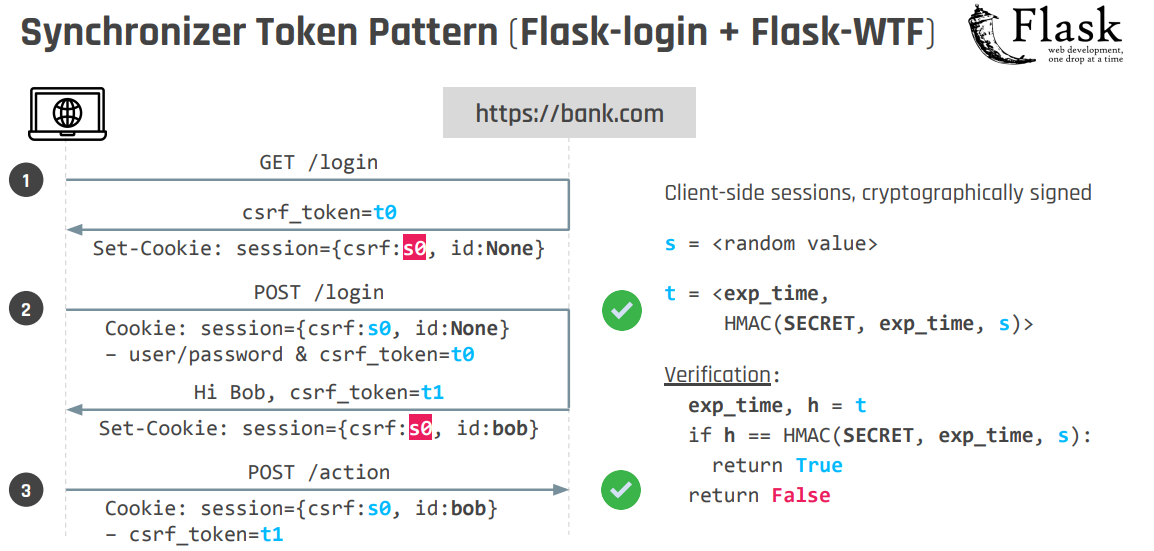 Synchronizer Token Pattern (Flask-login + Flask-WTF)
Flask
web development,
one drop at a time
https://bank.com
1
GET /login
csrf_token=t0
Set-Cookie: session={csrf:s0, id:None}
2
POST /login
Cookie: session={csrf:s0, id:None}
– user/password & csrf_token=t0
Hi Bob, csrf_token=t1
Set-Cookie: session={csrf:s0, id:bob}
3
POST /action
Cookie: session={csrf:s0, id:bob}
– csrf_token=t1
Client-side sessions, cryptographically signed
s = <random value>
t = <exp_time,
HMAC(SECRET, exp_time, s)>
Verification:
exp_time, h = t
if h == HMAC(SECRET, exp_time, s):
return True
return False